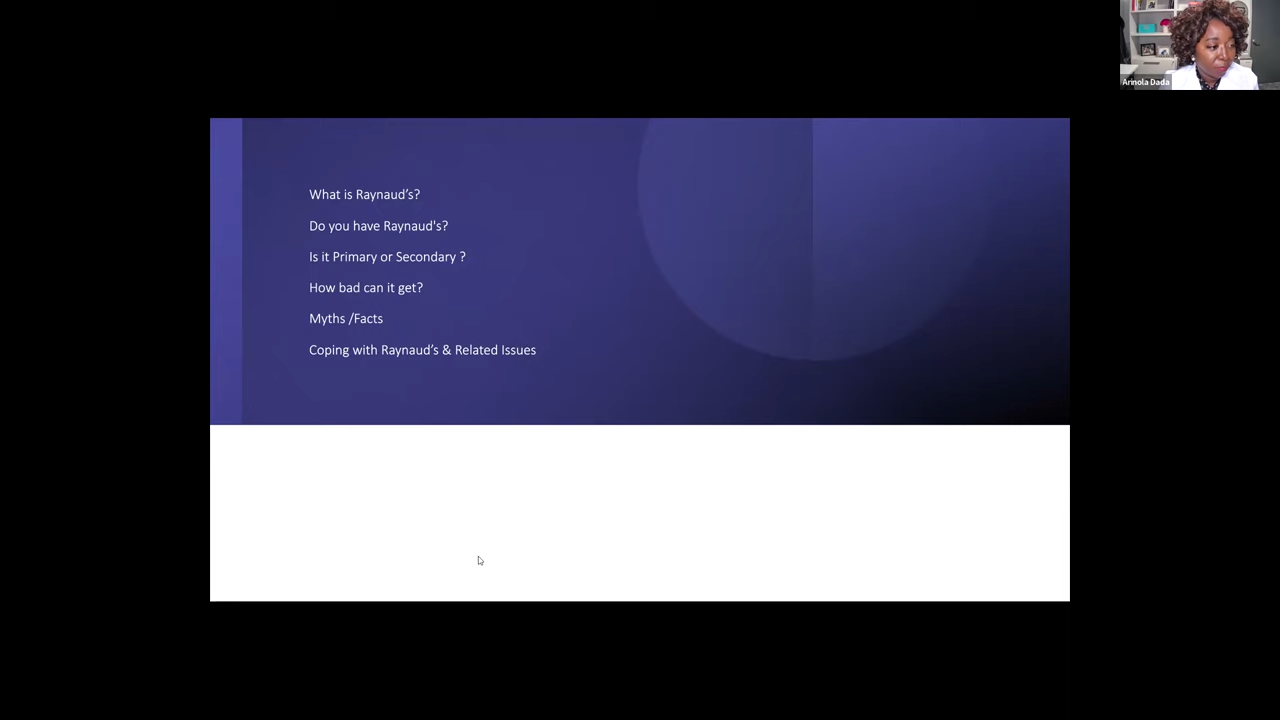 Arinola Dada
What is Raynaud’s?
Do you have Raynaud's?
Is it Primary or Secondary ?
How bad can it get?
Myths /Facts
Coping with Raynaud’s & Related Issues